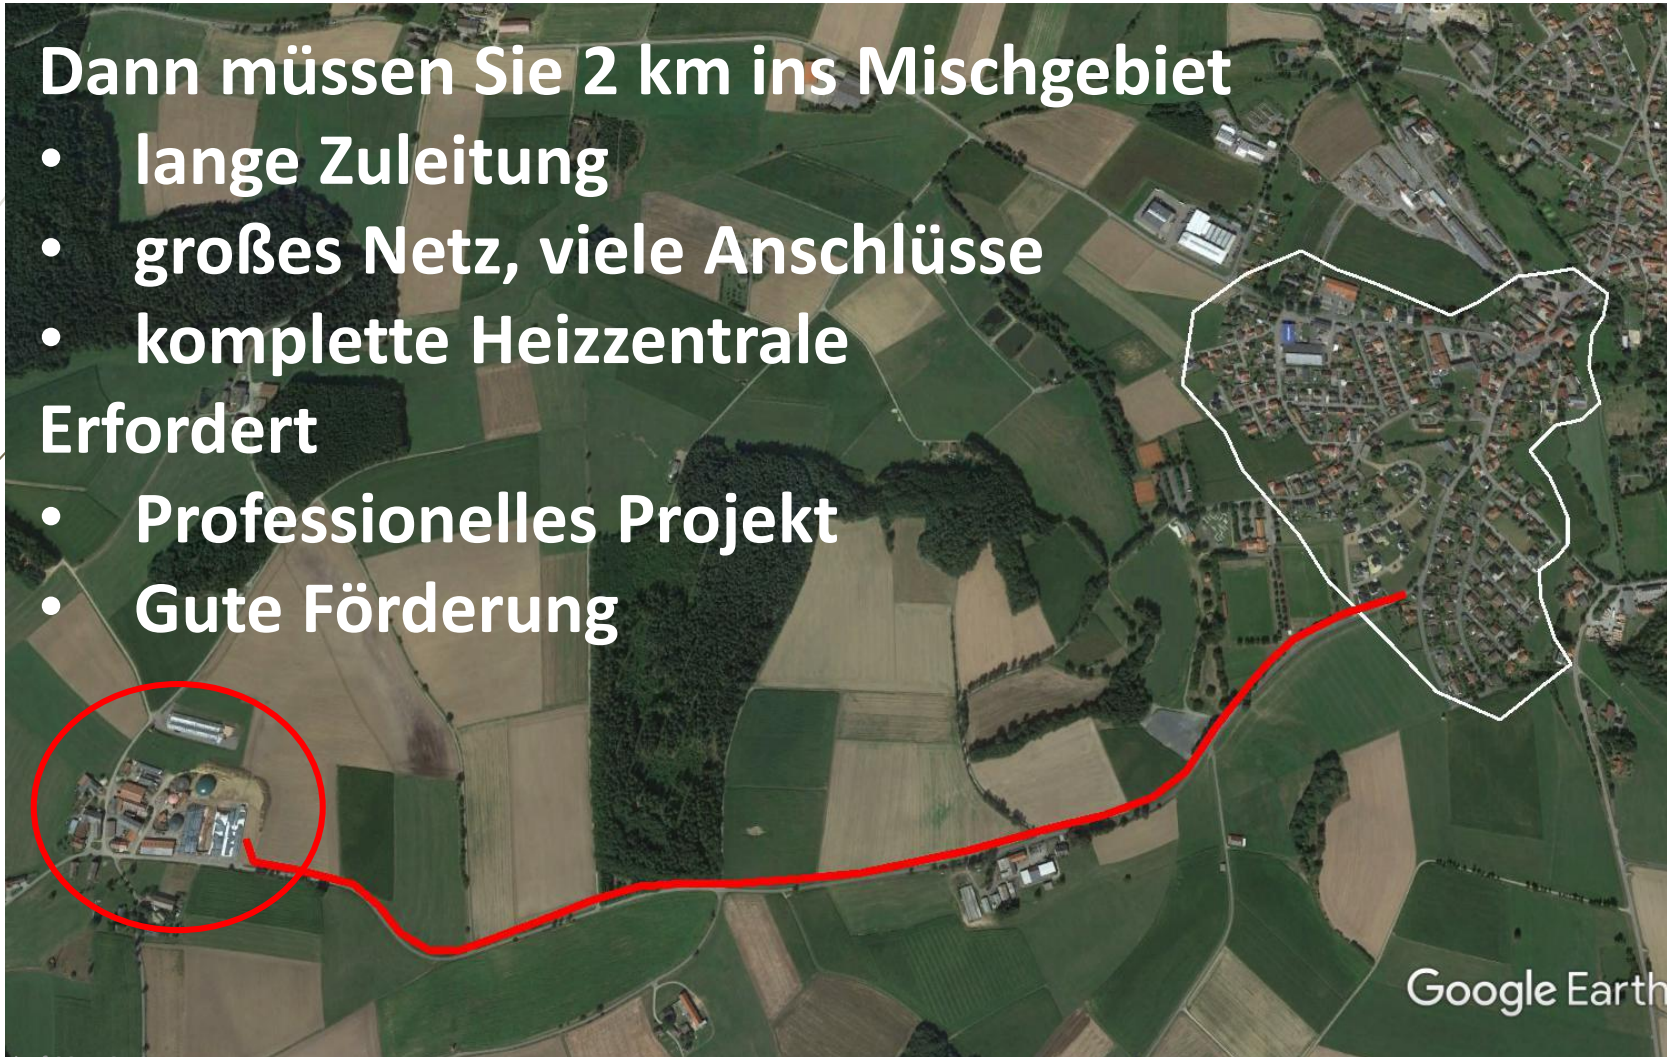 Dann müssen Sie 2 km ins Mischgebiet
• lange Zuleitung
• großes Netz, viele Anschlüsse
• komplette Heizzentrale
Erfordert
• Professionelles Projekt
• Gute Förderung
Google Earth